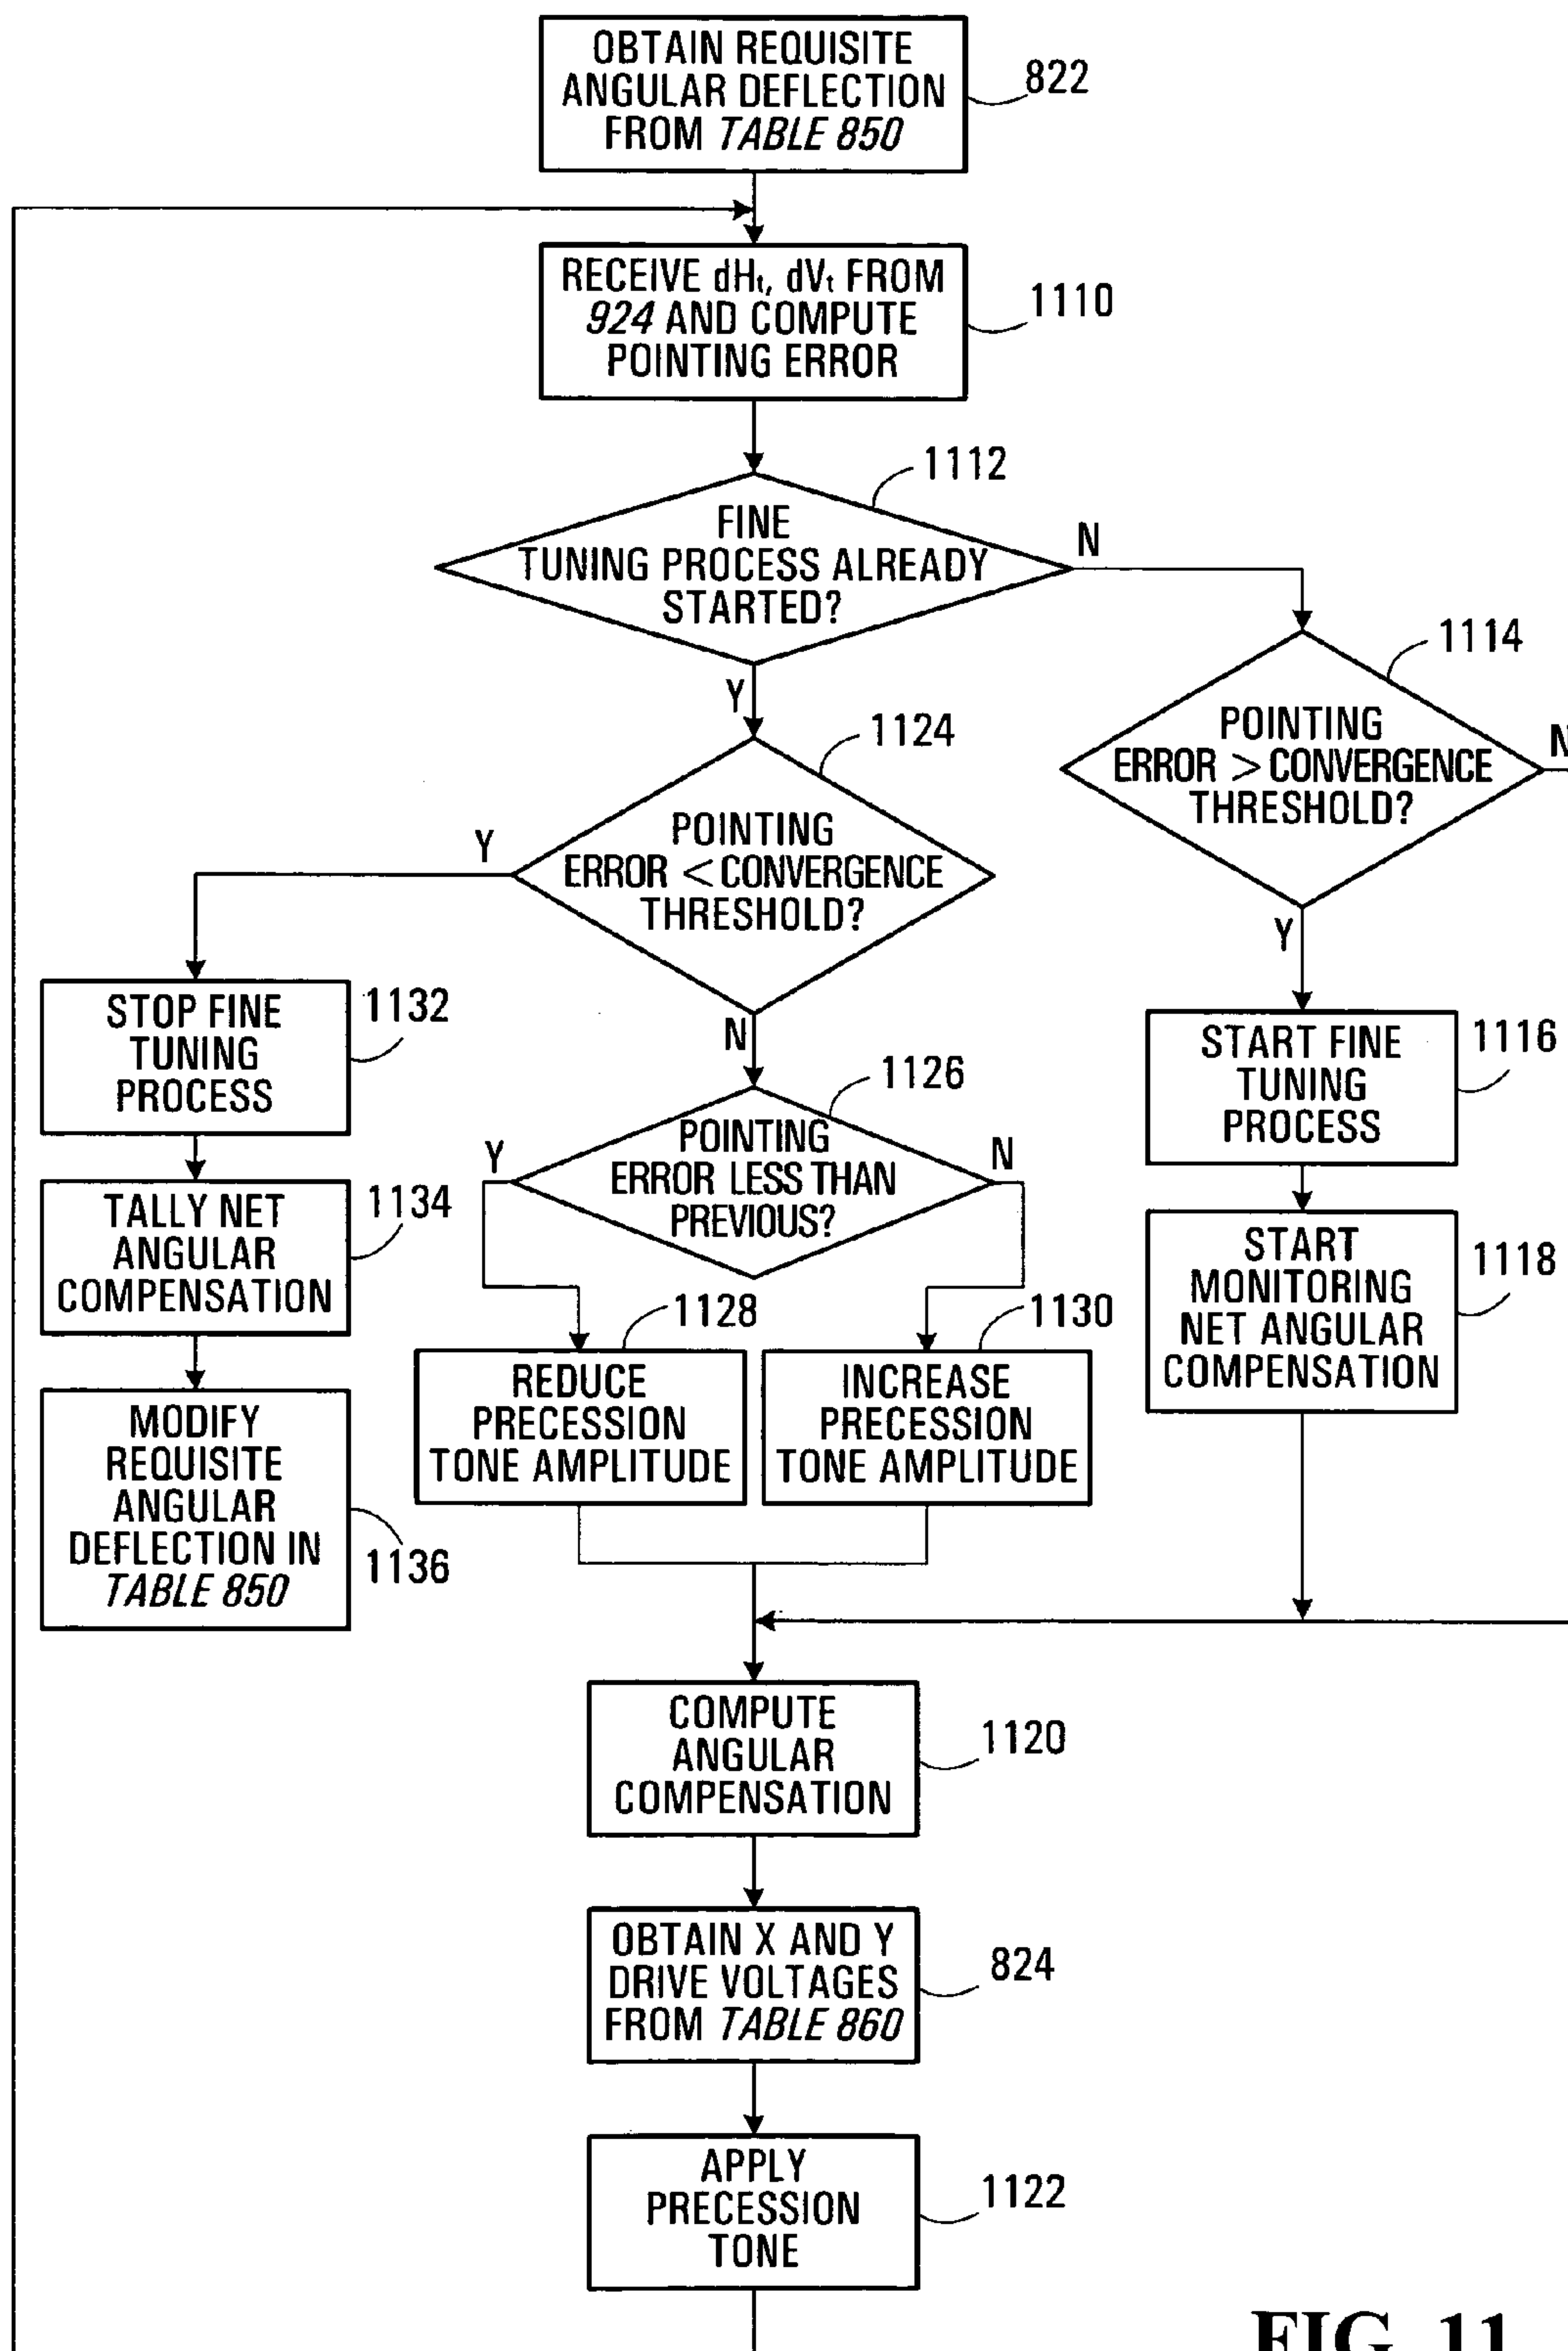 OBTAIN REQUISITE
ANGULAR DEFLECTION
FROM TABLE 850
822
RECEIVE dHt, dVt FROM
924 AND COMPUTE
POINTING ERROR
1110
1112
FINE
TUNING PROCESS ALREADY
STARTED?
N
Y
1114
POINTING
ERROR > CONVERGENCE
THRESHOLD?
N
Y
1124
POINTING
ERROR < CONVERGENCE
THRESHOLD?
Y
N
STOP FINE
TUNING
PROCESS
1132
START FINE
TUNING
PROCESS
1116
1126
POINTING
ERROR LESS THAN
PREVIOUS?
Y
N
TALLY NET
ANGULAR
COMPENSATION
1134
START
MONITORING
NET ANGULAR
COMPENSATION
1118
1128
REDUCE
PRECESSION
TONE AMPLITUDE
1130
INCREASE
PRECESSION
TONE AMPLITUDE
MODIFY
REQUISITE
ANGULAR
DEFLECTION IN
TABLE 850
1136
COMPUTE
ANGULAR
COMPENSATION
1120
OBTAIN X AND Y
DRIVE VOLTAGES
FROM TABLE 860
824
APPLY
PRECESSION
TONE
1122
FIG. 11